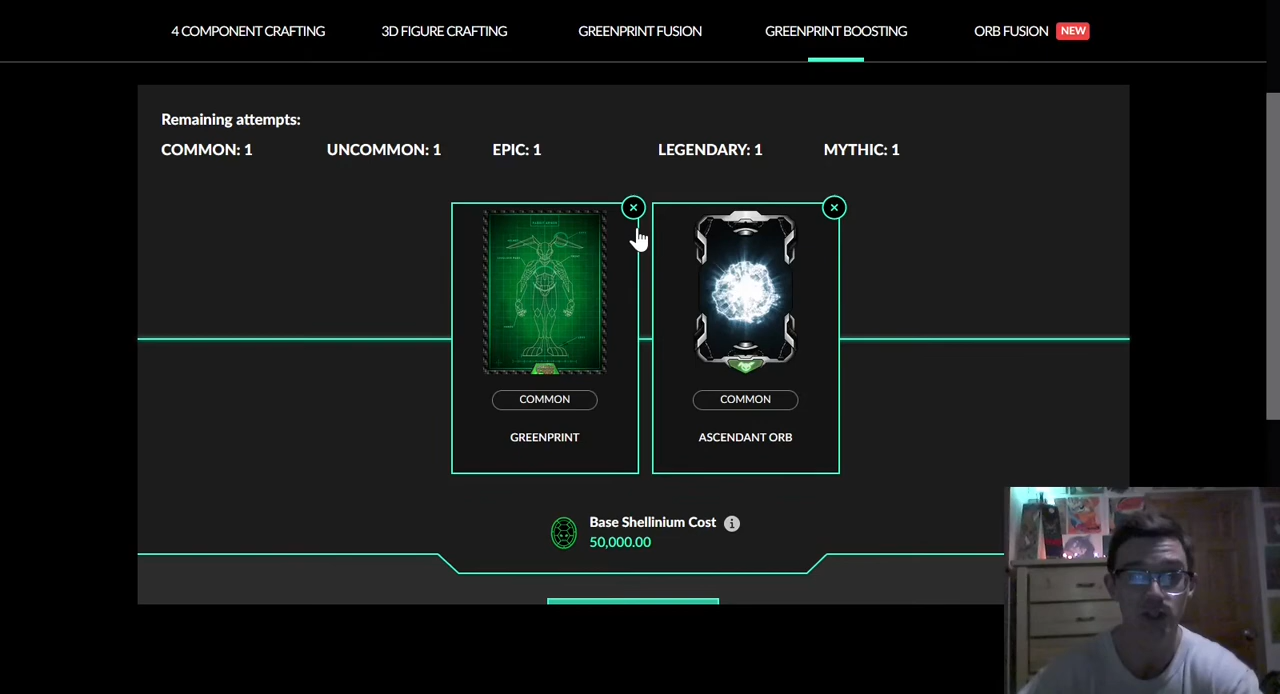 4 COMPONENT CRAFTING 3D FIGURE CRAFTING GREENPRINT FUSION GREENPRINT BOOSTING ORB FUSION NEW
Remaining attempts:
COMMON: 1 UNCOMMON: 1 EPIC: 1 LEGENDARY: 1 MYTHIC: 1
COMMON COMMON
GREENPRINT ASCENDANT ORB
Base Shellinium Cost
50,000.00